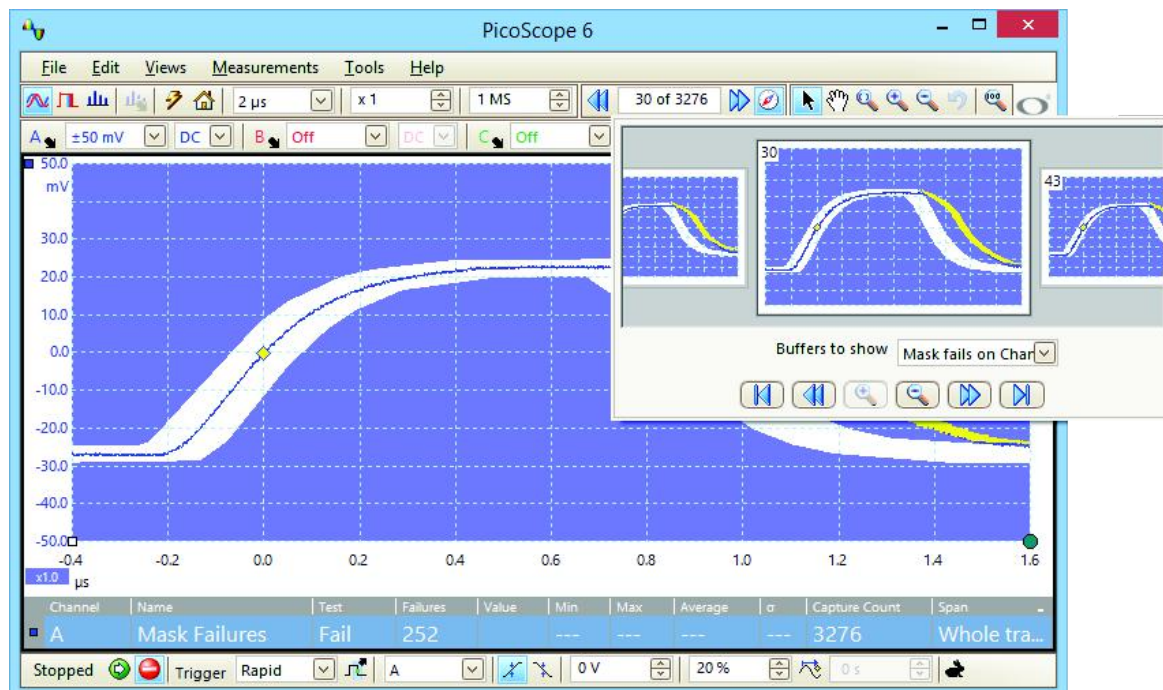 PicoScope 6
File Edit Views Measurements Tools Help
2 µs x 1 1 MS 30 of 3276
A ±50 mV DC B Off DC C Off
50.0
mV
30.0
20.0
10.0
0.0
-10.0
-20.0
-30.0
-40.0
-50.0
-0.4 -0.2 0.0 0.2 0.4 0.6 0.8 1.0 1.2 1.4 1.6
x1.0 µs
30
43
Buffers to show Mask fails on Char
Channel Name Test Failures Value Min Max Average σ Capture Count Span
A Mask Failures Fail 252 --- --- --- --- 3276 Whole tra...
Stopped Trigger Rapid A 0 V 20 % 0 s